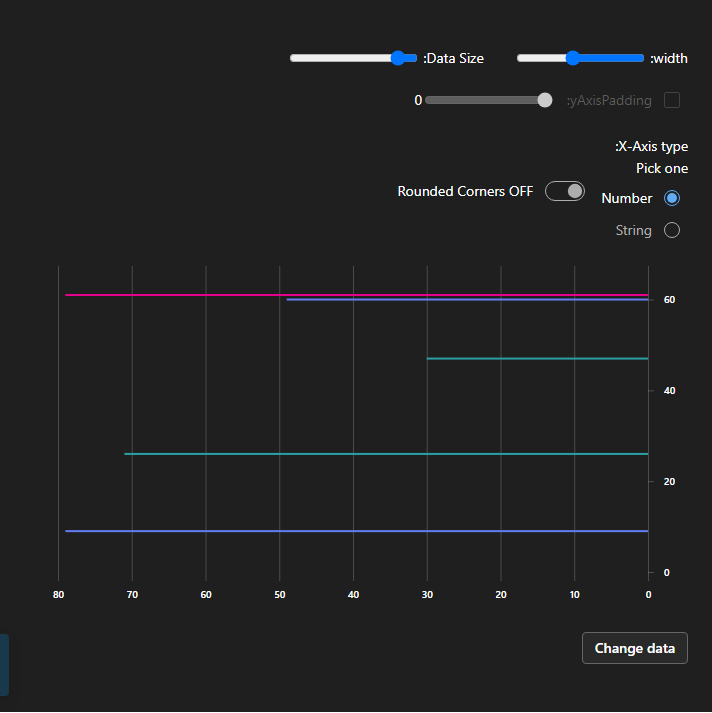 :width
:Data Size
:yAxisPadding
0
:X-Axis type
Pick one
Number
Rounded Corners OFF
String
60
40
20
0
80 70 60 50 40 30 20 10 0
Change data